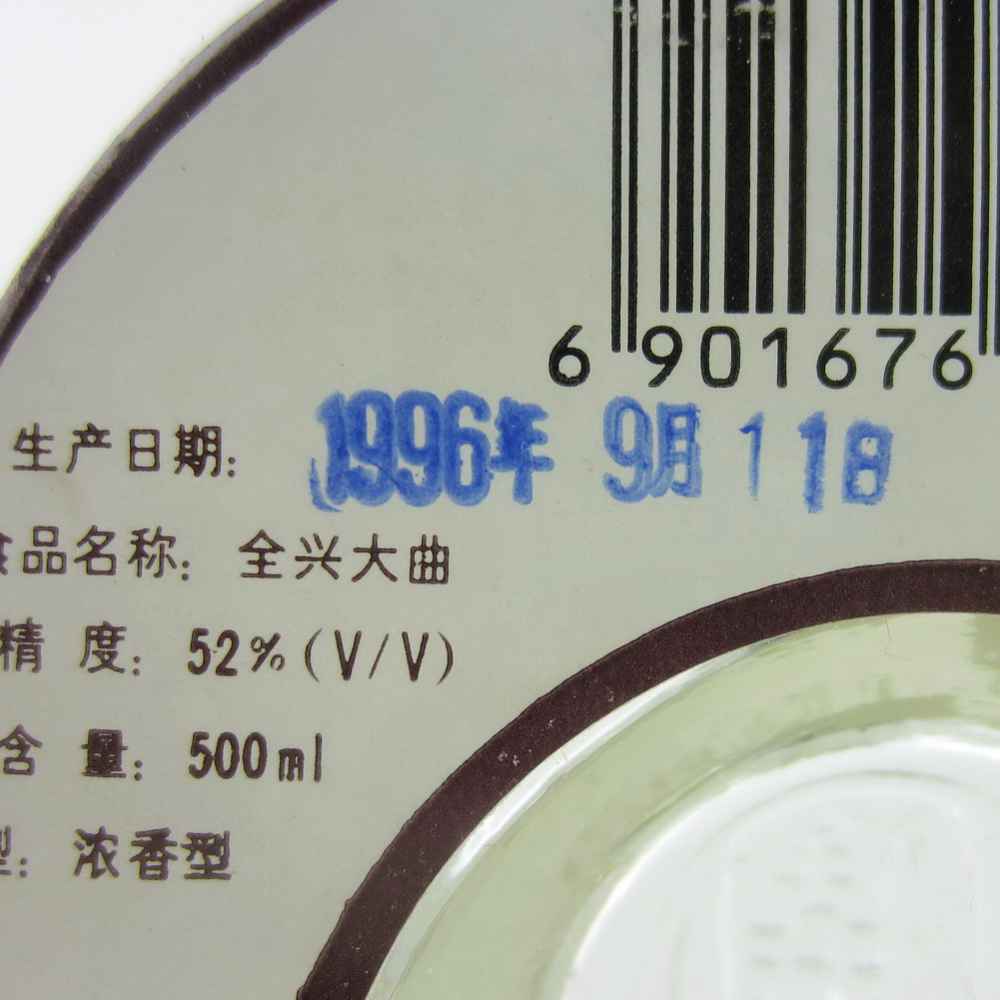 6 901676
生产日期: 1996年 9月 11日
食品名称: 全兴大曲
精 度: 52%(V/V)
含 量: 500ml
型: 浓香型